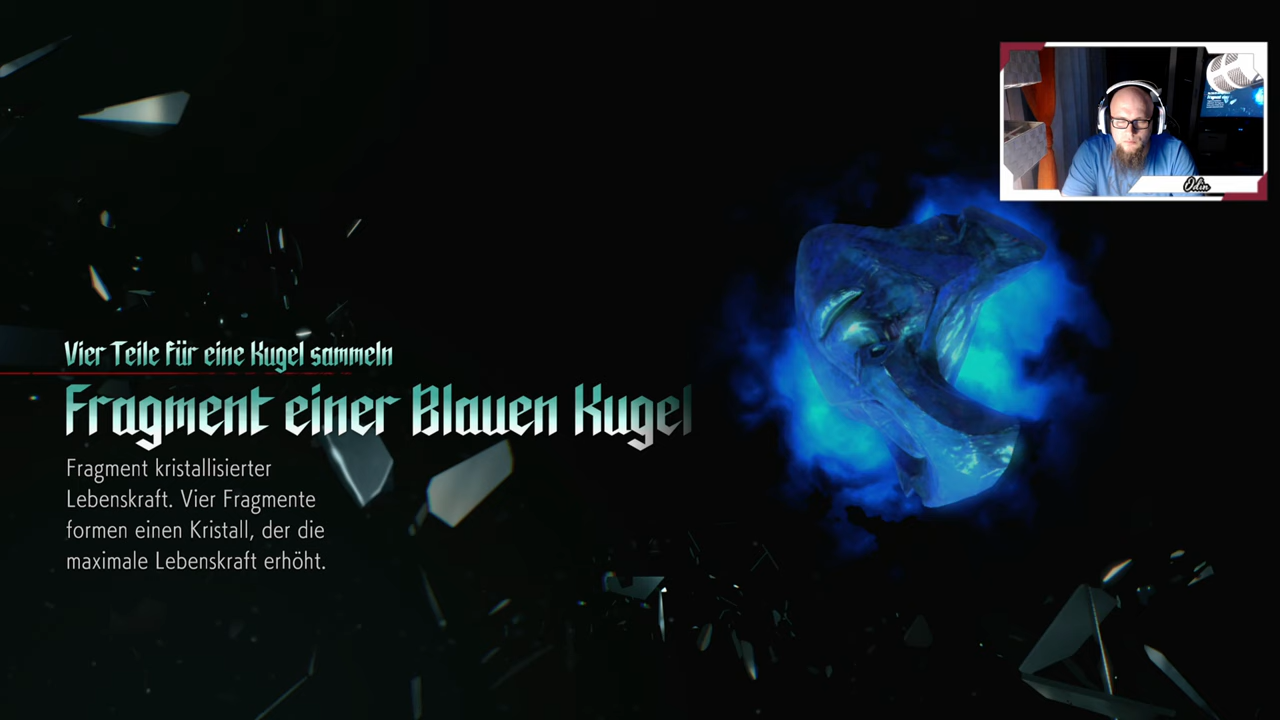 Vier Teile für eine Kugel sammeln
Fragment einer Blauen Kugel
Fragment kristallisierter
Lebenskraft. Vier Fragmente
formen einen Kristall, der die
maximale Lebenskraft erhöht.
Odin